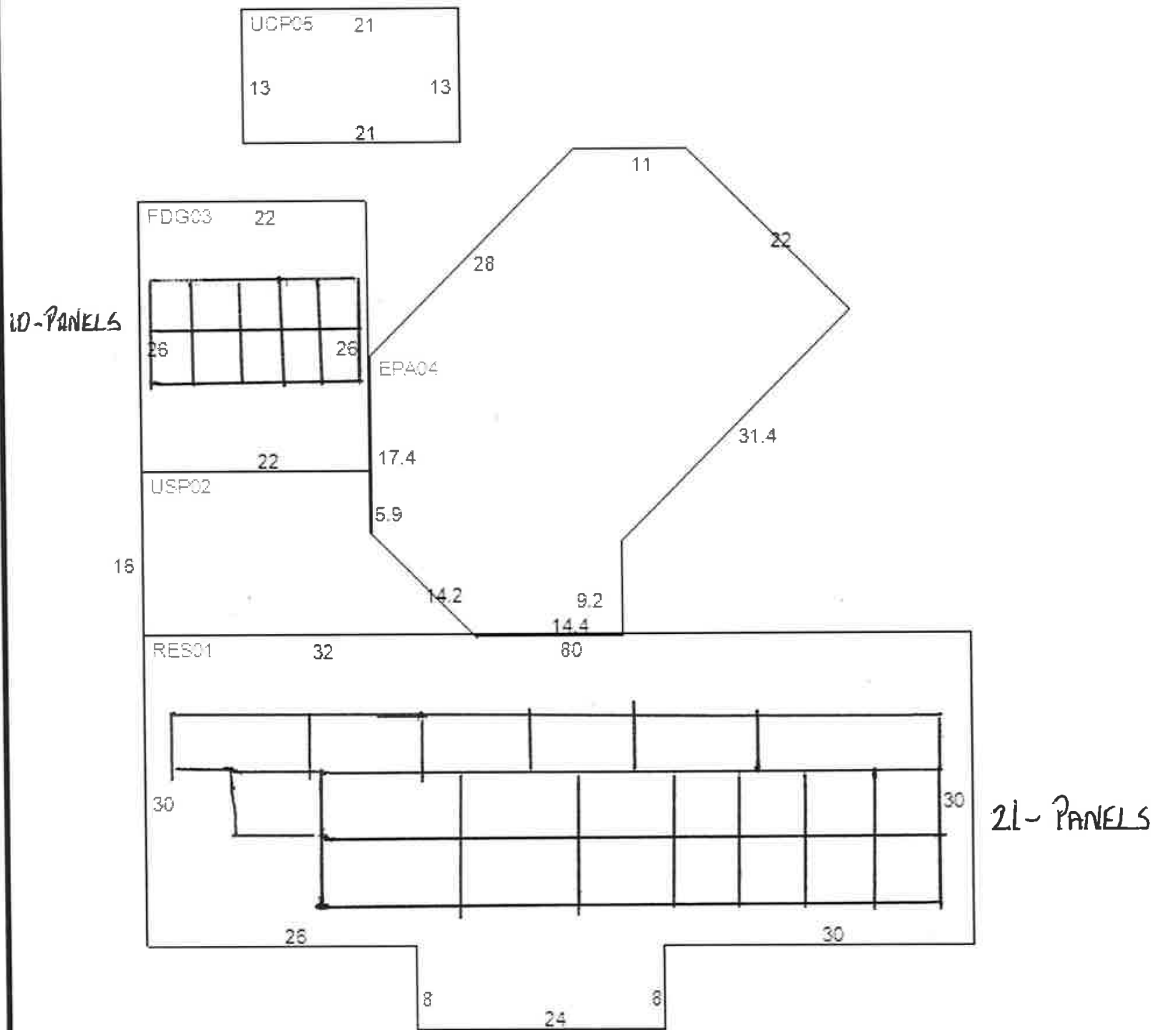 UCP05 21
13 13
21
11
FDG03 22
22
28
10-PANELS
26 26
EPA04
31.4
22 17.4
USP02
5.9
16
14.2 9.2
14.4
RES01 32 80
30 30
21- PANELS
26 30
8 8
24